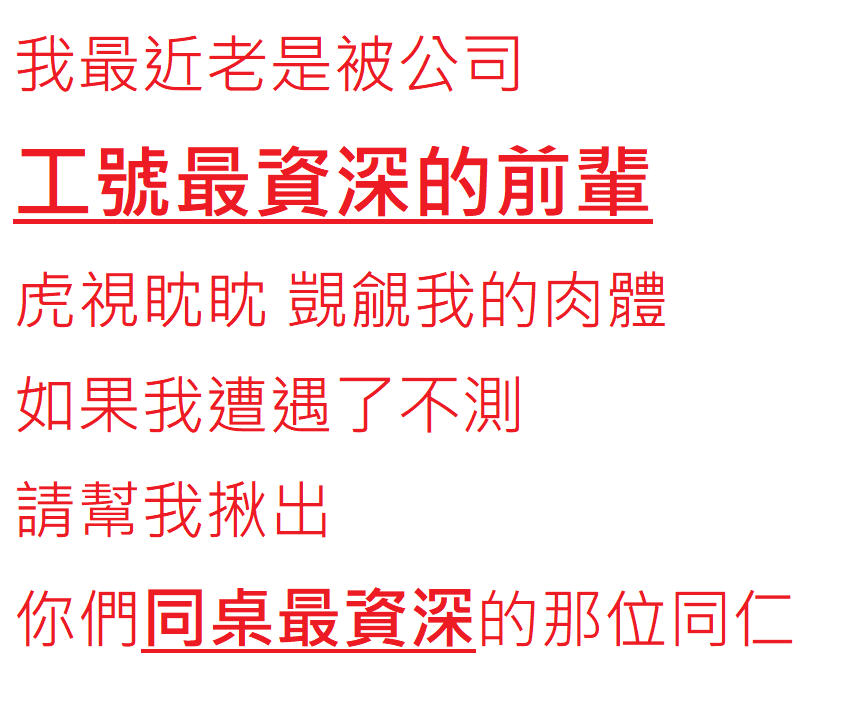 我最近老是被公司
工號最資深的前輩
虎視眈眈 覬覦我的肉體
如果我遭遇了不測
請幫我揪出
你們同桌最資深的那位同仁